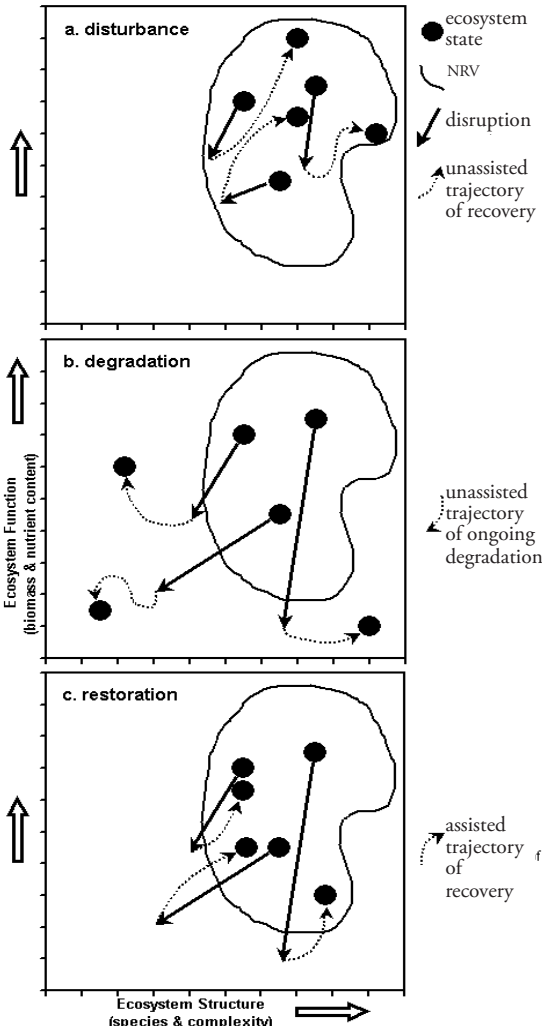 a. disturbance
ecosystem
state
NRV
disruption
unassisted
trajectory
of recovery
b. degradation
Ecosystem Function
(biomass & nutrient content)
unassisted
trajectory
of ongoing
degradation
c. restoration
assisted
trajectory
of
recovery
f
Ecosystem Structure
(species & complexity)